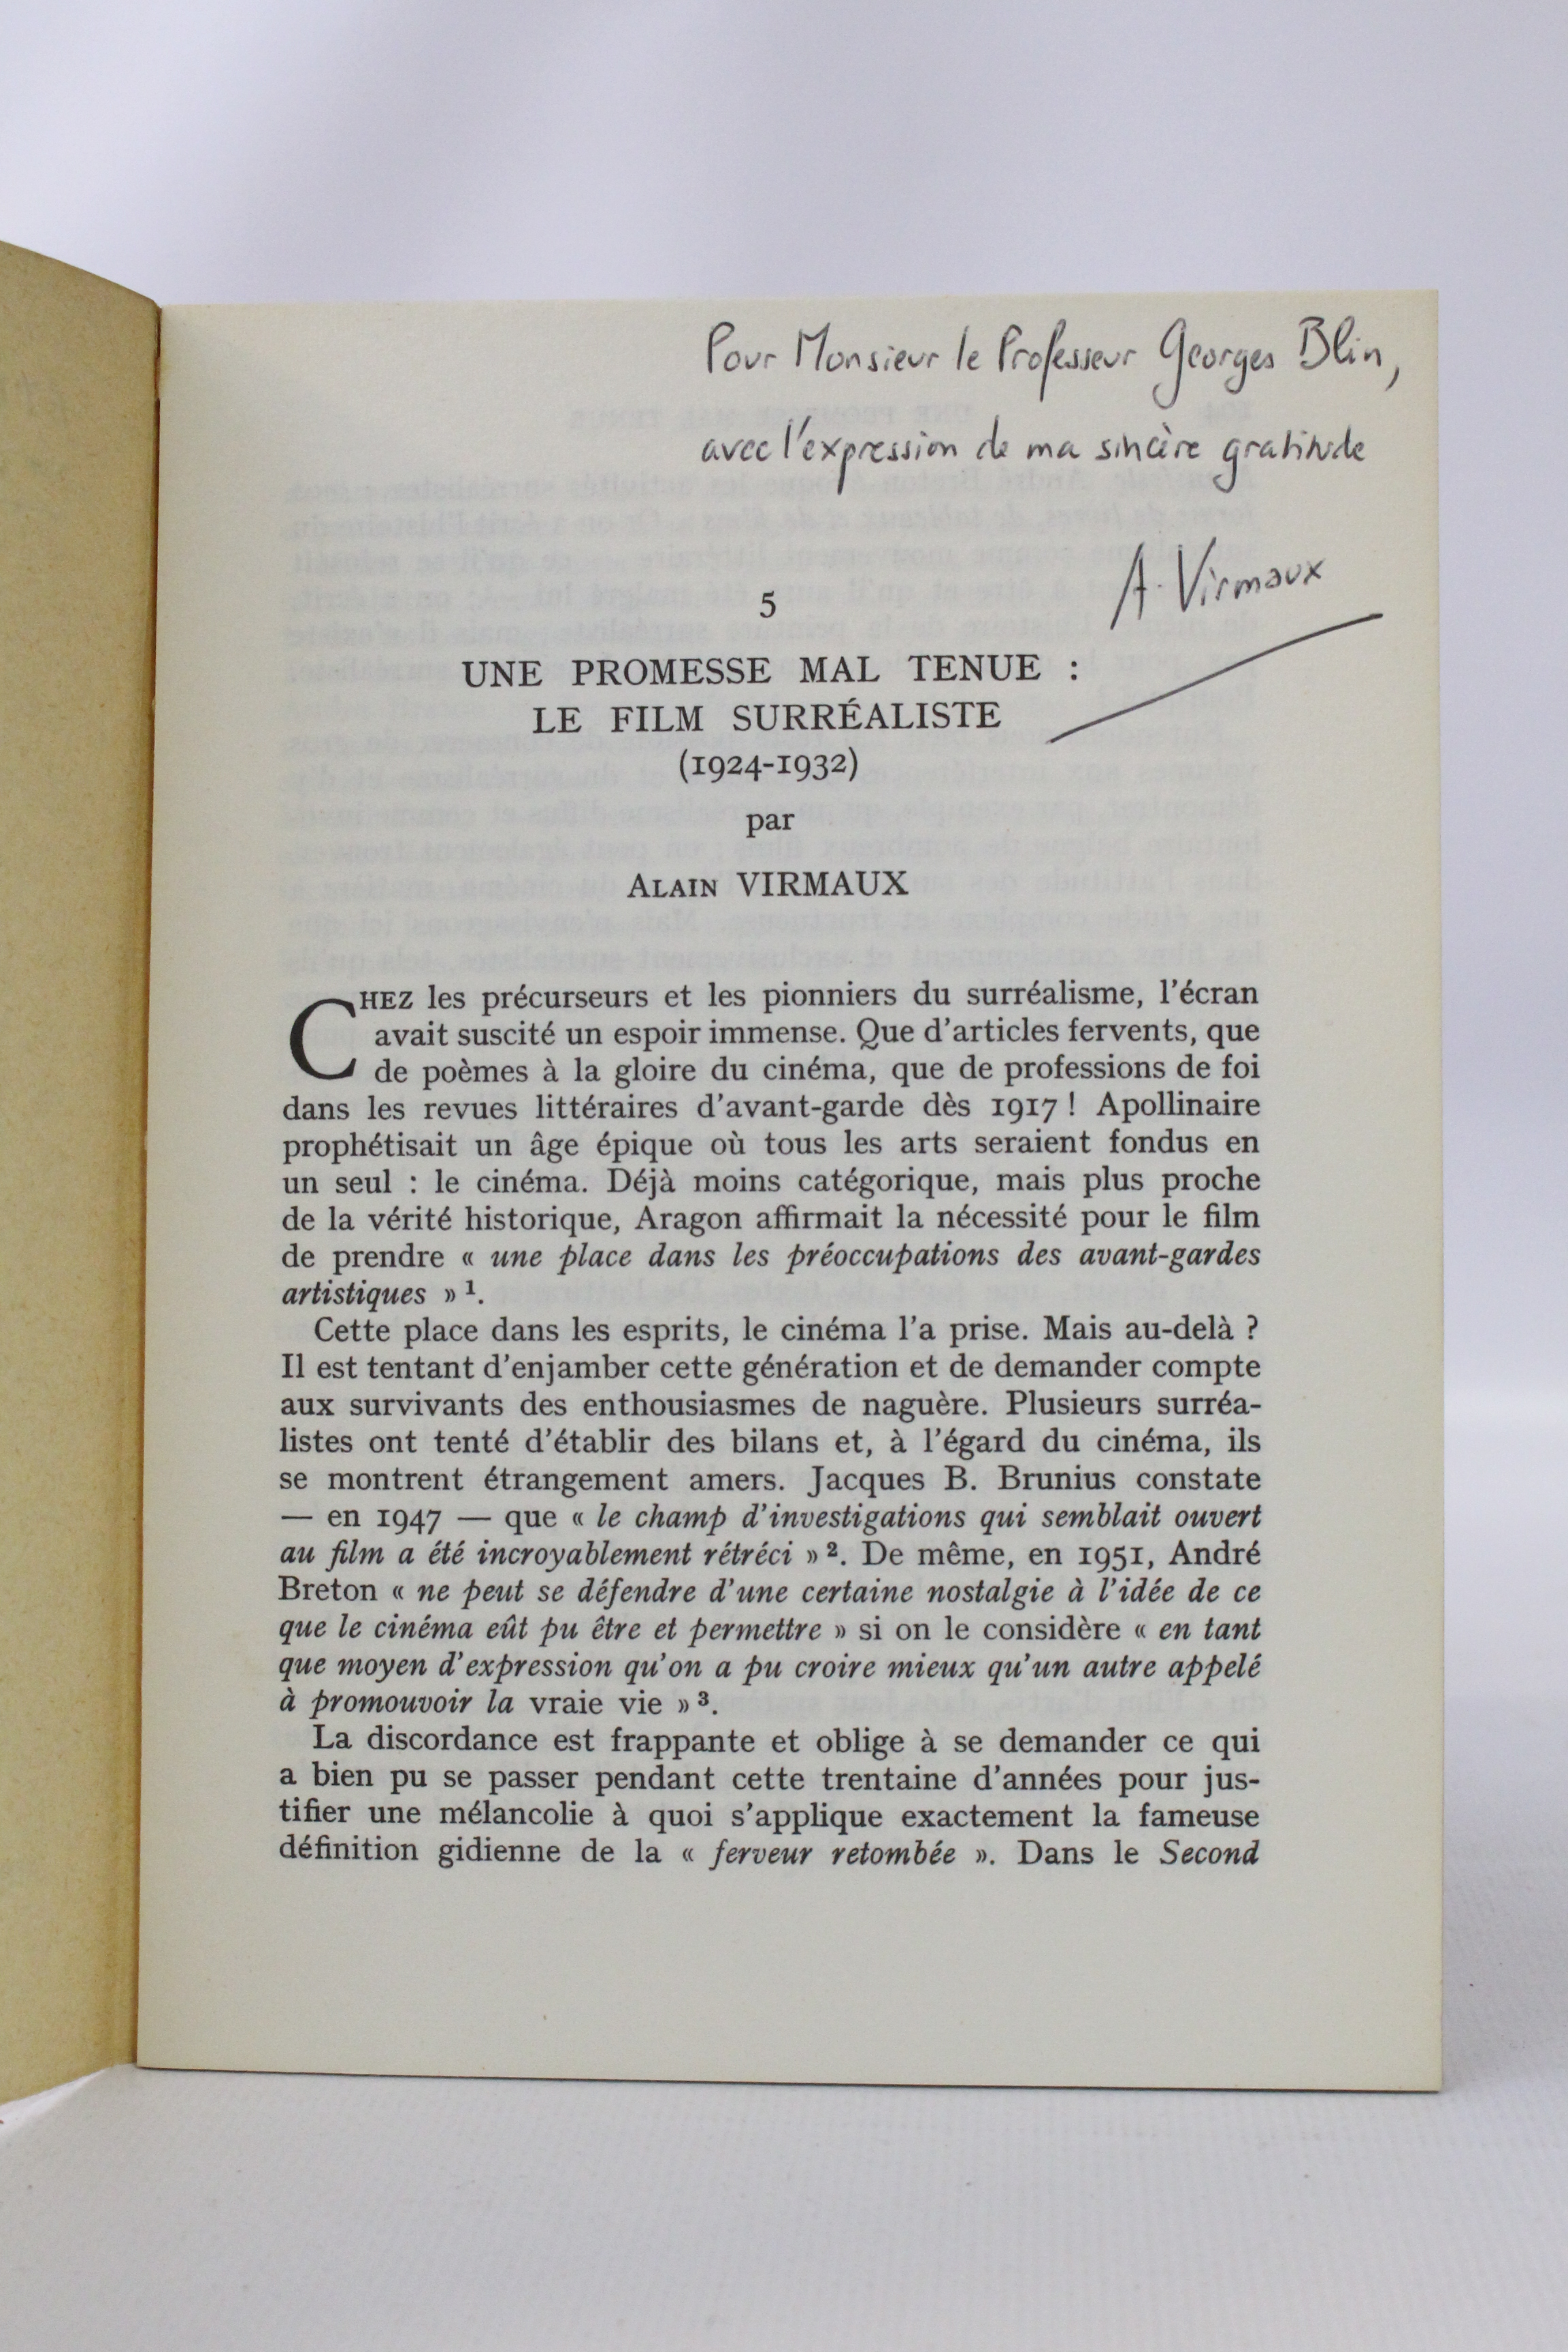 Pour Monsieur le Professeur Georges Blin,
avec l'expression de ma sincère gratitude
A. Virmaux
5
UNE PROMESSE MAL TENUE :
LE FILM SURRÉALISTE
(1924-1932)
par
ALAIN VIRMAUX
CHEZ les précurseurs et les pionniers du surréalisme, l'écran
avait suscité un espoir immense. Que d'articles fervents, que
de poèmes à la gloire du cinéma, que de professions de foi
dans les revues littéraires d'avant-garde dès 1917 ! Apollinaire
prophétisait un âge épique où tous les arts seraient fondus en
un seul : le cinéma. Déjà moins catégorique, mais plus proche
de la vérité historique, Aragon affirmait la nécessité pour le film
de prendre « une place dans les préoccupations des avant-gardes
artistiques » ¹.
Cette place dans les esprits, le cinéma l'a prise. Mais au-delà ?
Il est tentant d'enjamber cette génération et de demander compte
aux survivants des enthousiasmes de naguère. Plusieurs surréa-
listes ont tenté d'établir des bilans et, à l'égard du cinéma, ils
se montrent étrangement amers. Jacques B. Brunius constate
— en 1947 — que « le champ d'investigations qui semblait ouvert
au film a été incroyablement rétréci » ². De même, en 1951, André
Breton « ne peut se défendre d'une certaine nostalgie à l'idée de ce
que le cinéma eût pu être et permettre » si on le considère « en tant
que moyen d'expression qu'on a pu croire mieux qu'un autre appelé
à promouvoir la vraie vie » ³.
La discordance est frappante et oblige à se demander ce qui
a bien pu se passer pendant cette trentaine d'années pour jus-
tifier une mélancolie à quoi s'applique exactement la fameuse
définition gidienne de la « ferveur retombée ». Dans le Second